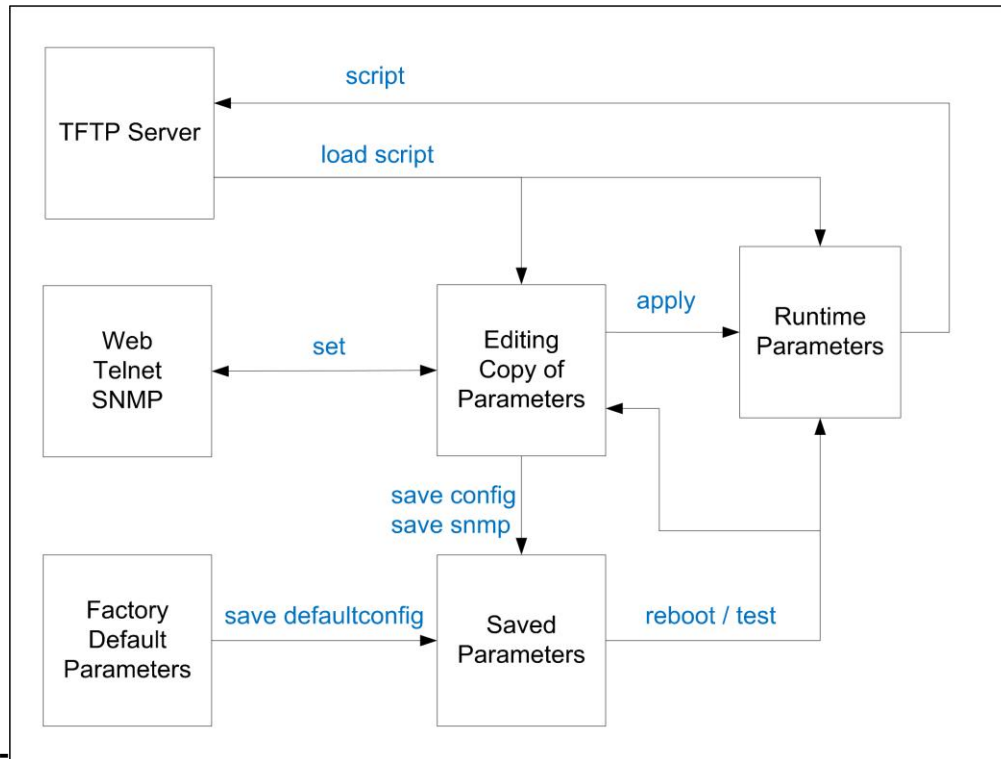 script
TFTP Server
load script
Web
Telnet
SNMP
set
Editing
Copy of
Parameters
apply
Runtime
Parameters
save config
save snmp
Factory
Default
Parameters
save defaultconfig
Saved
Parameters
reboot / test